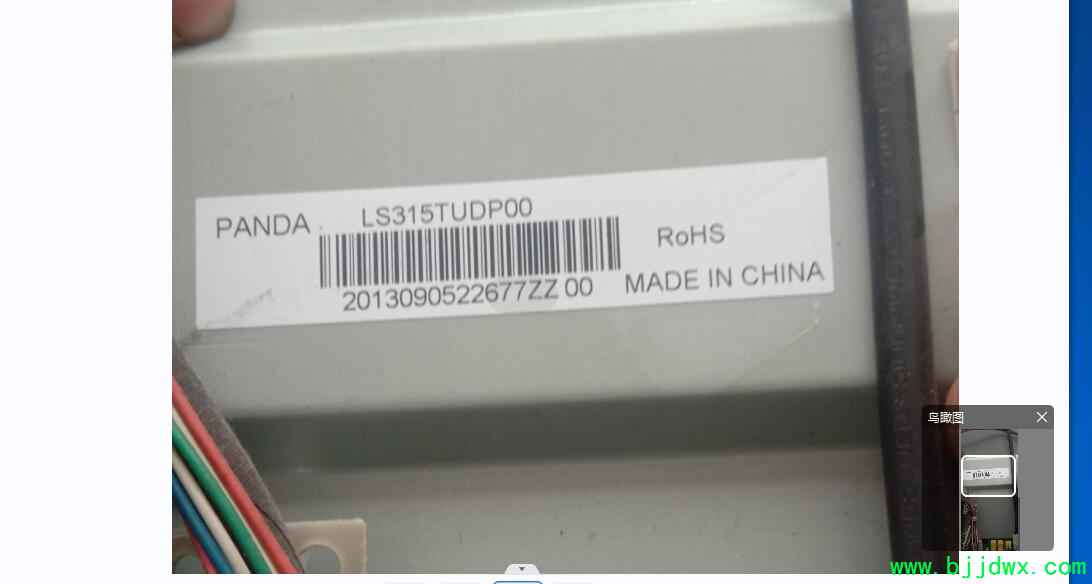 PANDA LS315TUDP00
RoHS
2013090522677ZZ 00
MADE IN CHINA
鸟瞰图
www.bjjdwx.com